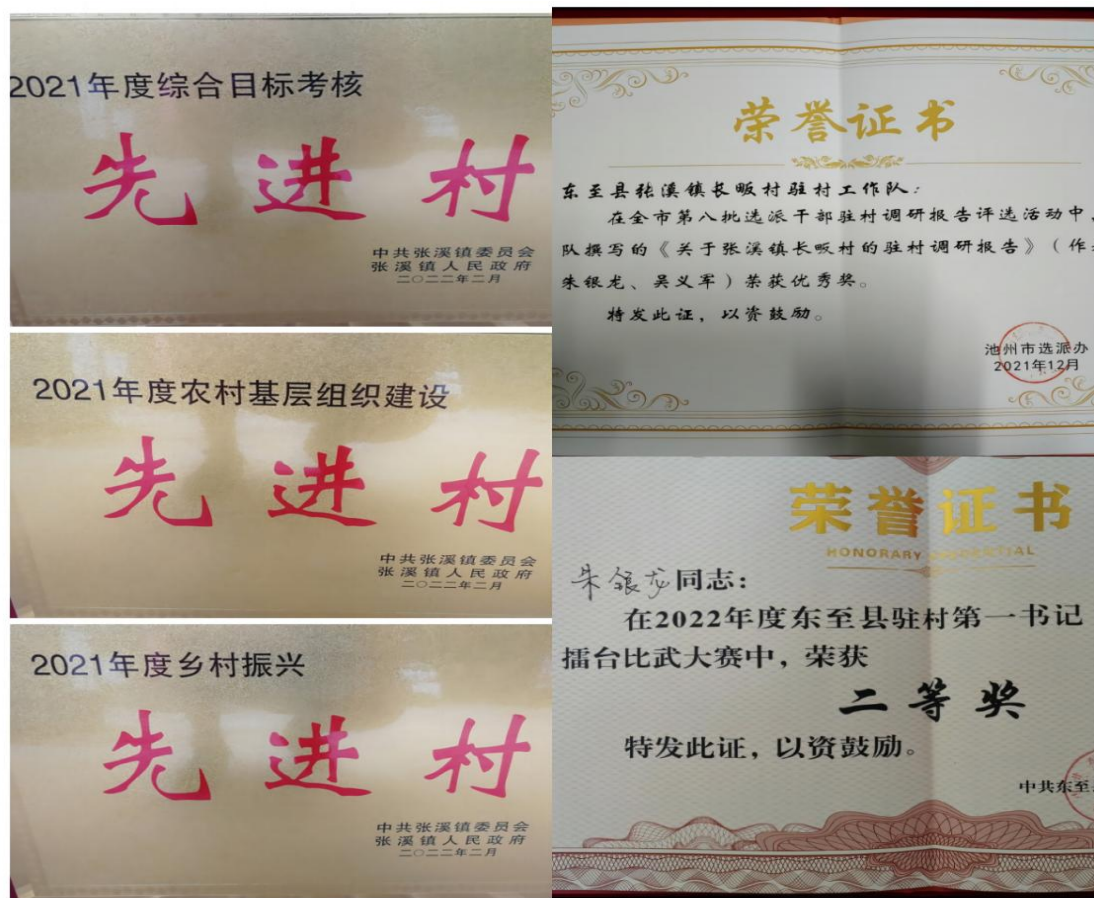 2021年度综合目标考核
先进村
中共张溪镇委员会
张溪镇人民政府
二〇二二年二月
2021年度农村基层组织建设
先进村
中共张溪镇委员会
张溪镇人民政府
二〇二二年二月
2021年度乡村振兴
先进村
中共张溪镇委员会
张溪镇人民政府
二〇二二年二月
荣誉证书
东至县张溪镇长畈村驻村工作队：
在全市第八批选派干部驻村调研报告评选活动中，
队撰写的《关于张溪镇长畈村的驻村调研报告》（作
朱银龙、吴义军）荣获优秀奖。
特发此证，以资鼓励。
池州市选派办
2021年12月
荣誉证书
HONORARY CREDENTIAL
朱银龙同志：
在2022年度东至县驻村第一书记
擂台比武大赛中，荣获
二等奖
特发此证，以资鼓励。
中共东至